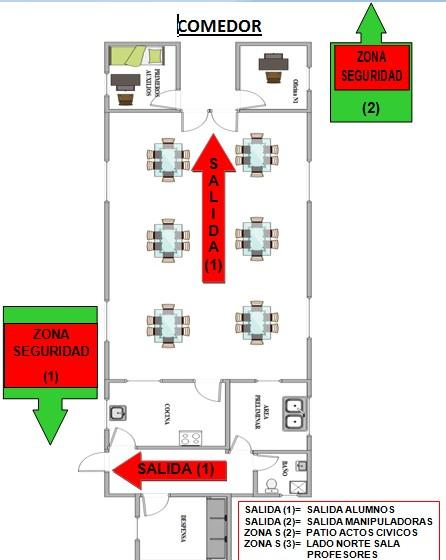 COMEDOR
ZONA
SEGURIDAD
(2)
PRIMEROS
AUXILIOS
Oficina NI
SALIDA
(1)
ZONA
SEGURIDAD
(1)
COCINA
AREA
PRELIMINAR
SALIDA (1)
BAÑO
DESPENSA
SALIDA (1)= SALIDA ALUMNOS
SALIDA (2)= SALIDA MANIPULADORAS
ZONA S (2)= PATIO ACTOS CIVICOS
ZONA S (3)= LADO NORTE SALA
PROFESORES